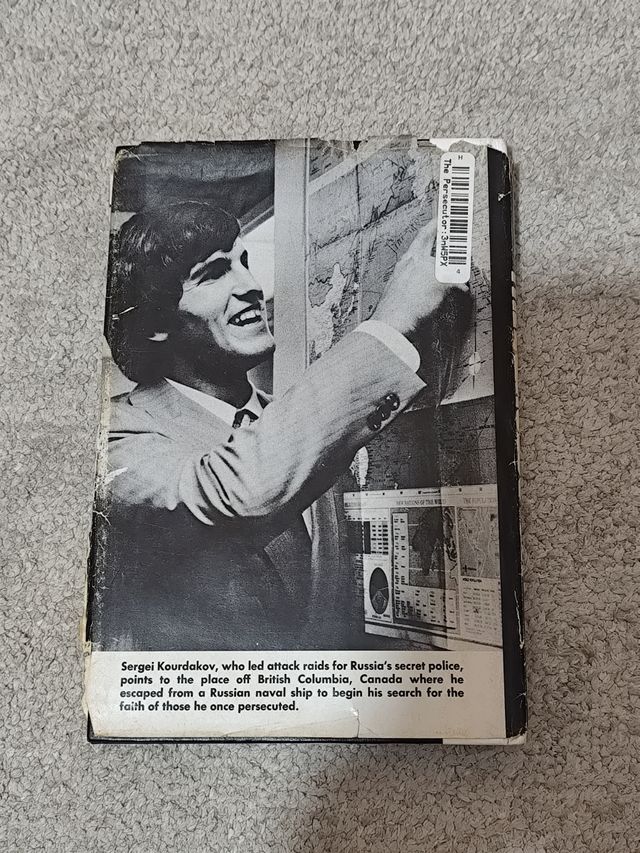 H
The Persecutor:3nW5PX
4
Sergei Kourdakov, who led attack raids for Russia's secret police,
points to the place off British Columbia, Canada where he
escaped from a Russian naval ship to begin his search for the
faith of those he once persecuted.